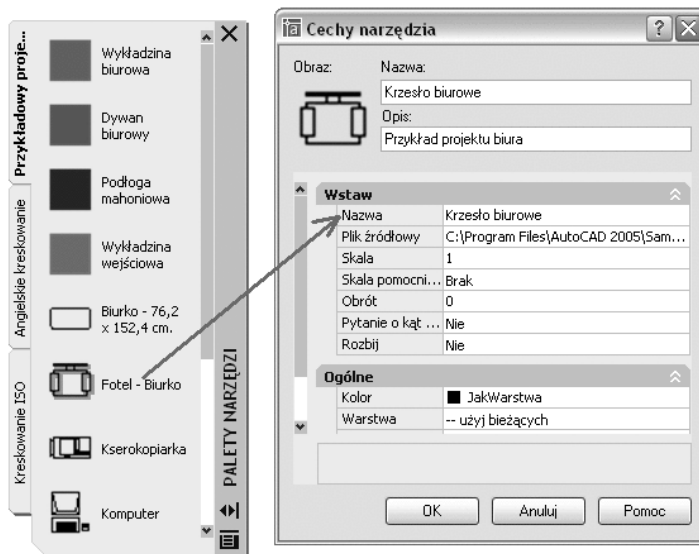 Przykładowy proje...
Angielskie kreskowanie
Kreskowanie ISO
Wykładzina
biurowa
Dywan
biurowy
Podłoga
mahoniowa
Wykładzina
wejściowa
Biurko - 76,2
x 152,4 cm.
Fotel - Biurko
Kserokopiarka
Komputer
PALETY NARZĘDZI
Cechy narzędzia
Obraz:
Nazwa:
Krzesło biurowe
Opis:
Przykład projektu biura
Wstaw
Nazwa Krzesło biurowe
Plik źródłowy C:\Program Files\AutoCAD 2005\Sam...
Skala 1
Skala pomocni... Brak
Obrót 0
Pytanie o kąt ... Nie
Rozbij Nie
Ogólne
Kolor JakWarstwa
Warstwa -- użyj bieżących
OK Anuluj Pomoc